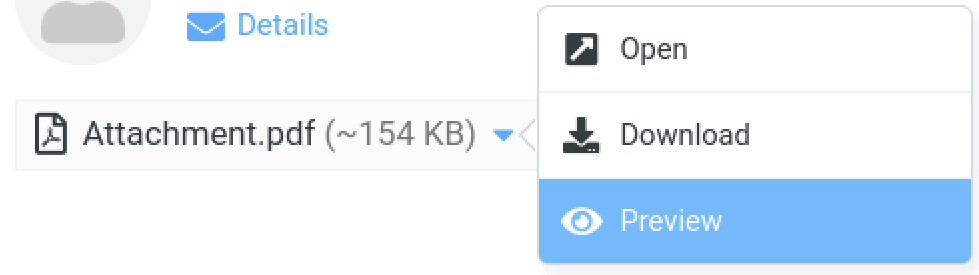 Details
Attachment.pdf (~154 KB)
Open
Download
Preview